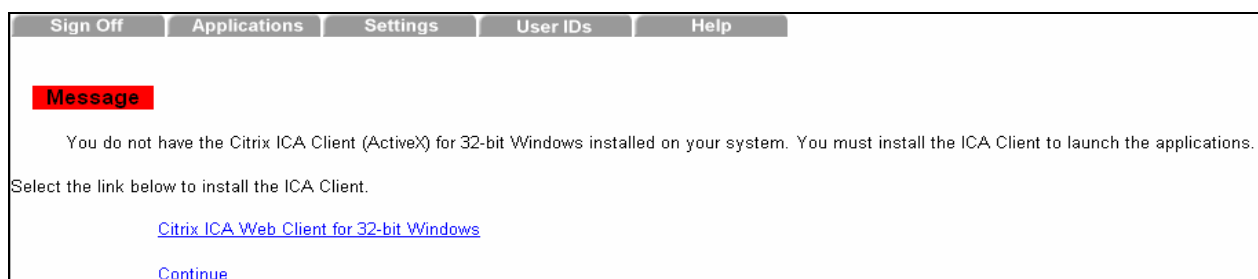 Sign Off Applications Settings User IDs Help
Message
You do not have the Citrix ICA Client (ActiveX) for 32-bit Windows installed on your system. You must install the ICA Client to launch the applications.
Select the link below to install the ICA Client.
Citrix ICA Web Client for 32-bit Windows
Continue